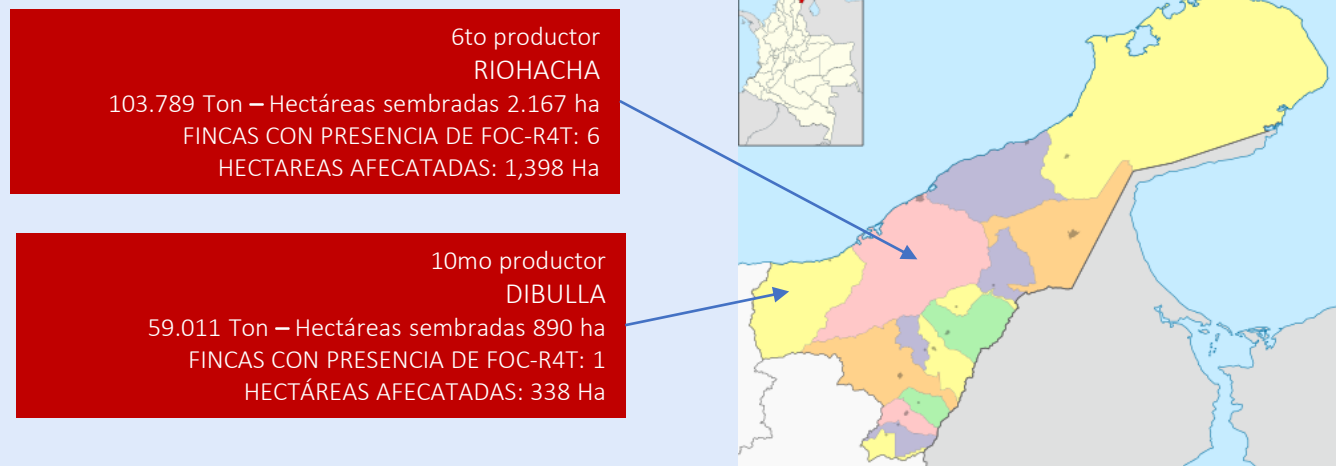 6to productor
RIOHACHA
103.789 Ton – Hectáreas sembradas 2.167 ha
FINCAS CON PRESENCIA DE FOC-R4T: 6
HECTAREAS AFECATADAS: 1,398 Ha
10mo productor
DIBULLA
59.011 Ton – Hectáreas sembradas 890 ha
FINCAS CON PRESENCIA DE FOC-R4T: 1
HECTÁREAS AFECATADAS: 338 Ha